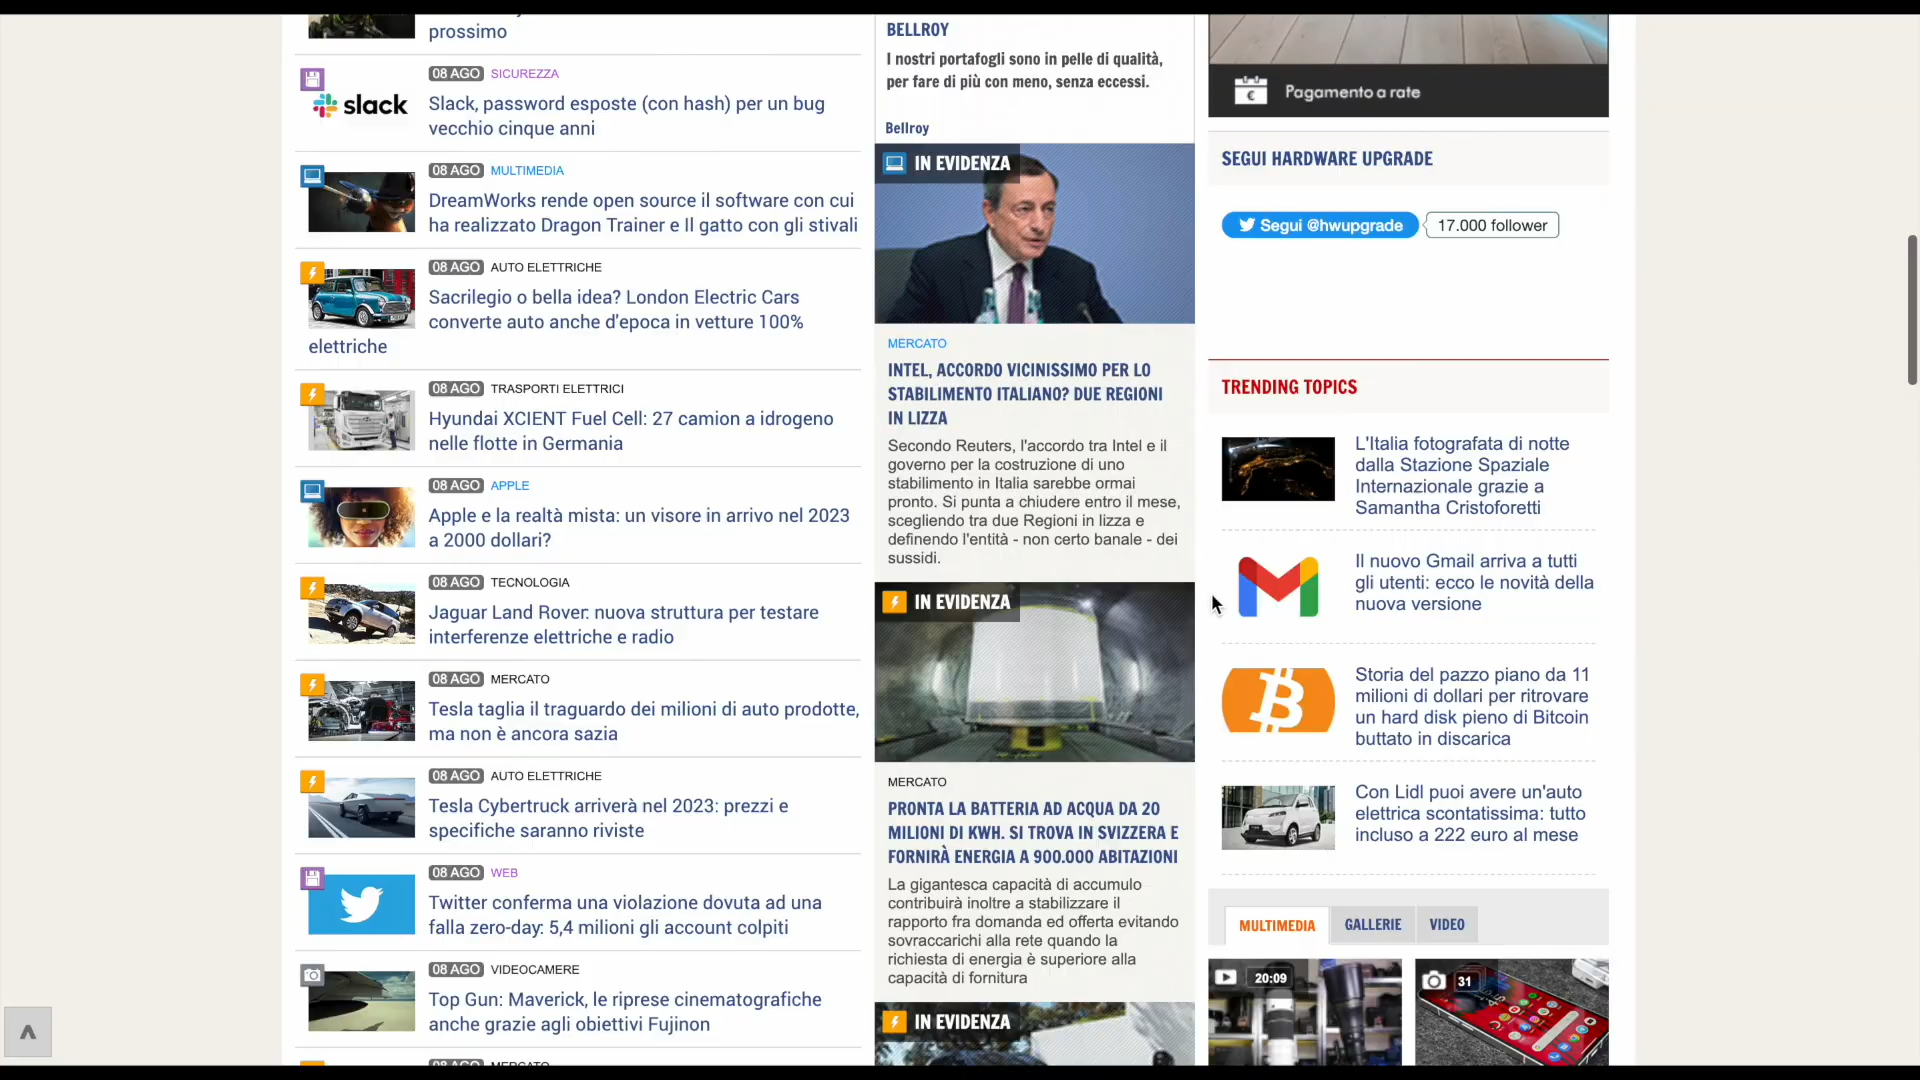 prossimo
08 AGO SICUREZZA
slack
Slack, password esposte (con hash) per un bug
vecchio cinque anni
08 AGO MULTIMEDIA
DreamWorks rende open source il software con cui
ha realizzato Dragon Trainer e Il gatto con gli stivali
08 AGO AUTO ELETTRICHE
Sacrilegio o bella idea? London Electric Cars
converte auto anche d'epoca in vetture 100%
elettriche
08 AGO TRASPORTI ELETTRICI
Hyundai XCIENT Fuel Cell: 27 camion a idrogeno
nelle flotte in Germania
08 AGO APPLE
Apple e la realtà mista: un visore in arrivo nel 2023
a 2000 dollari?
08 AGO TECNOLOGIA
Jaguar Land Rover: nuova struttura per testare
interferenze elettriche e radio
08 AGO MERCATO
Tesla taglia il traguardo dei milioni di auto prodotte,
ma non è ancora sazia
08 AGO AUTO ELETTRICHE
Tesla Cybertruck arriverà nel 2023: prezzi e
specifiche saranno riviste
08 AGO WEB
Twitter conferma una violazione dovuta ad una
falla zero-day: 5,4 milioni gli account colpiti
08 AGO VIDEOCAMERE
Top Gun: Maverick, le riprese cinematografiche
anche grazie agli obiettivi Fujinon
08 AGO MERCATO
BELLROY
I nostri portafogli sono in pelle di qualità,
per fare di più con meno, senza eccessi.
Bellroy
IN EVIDENZA
MERCATO
INTEL, ACCORDO VICINISSIMO PER LO
STABILIMENTO ITALIANO? DUE REGIONI
IN LIZZA
Secondo Reuters, l'accordo tra Intel e il
governo per la costruzione di uno
stabilimento in Italia sarebbe ormai
pronto. Si punta a chiudere entro il mese,
scegliendo tra due Regioni in lizza e
definendo l'entità - non certo banale - dei
sussidi.
IN EVIDENZA
MERCATO
PRONTA LA BATTERIA AD ACQUA DA 20
MILIONI DI KWH. SI TROVA IN SVIZZERA E
FORNIRÀ ENERGIA A 900.000 ABITAZIONI
La gigantesca capacità di accumulo
contribuirà inoltre a stabilizzare il
rapporto fra domanda ed offerta evitando
sovraccarichi alla rete quando la
richiesta di energia è superiore alla
capacità di fornitura
IN EVIDENZA
€ Pagamento a rate
SEGUI HARDWARE UPGRADE
Segui @hwupgrade 17.000 follower
TRENDING TOPICS
L'Italia fotografata di notte
dalla Stazione Spaziale
Internazionale grazie a
Samantha Cristoforetti
Il nuovo Gmail arriva a tutti
gli utenti: ecco le novità della
nuova versione
Storia del pazzo piano da 11
milioni di dollari per ritrovare
un hard disk pieno di Bitcoin
buttato in discarica
Con Lidl puoi avere un'auto
elettrica scontatissima: tutto
incluso a 222 euro al mese
MULTIMEDIA GALLERIE VIDEO
20:09 31